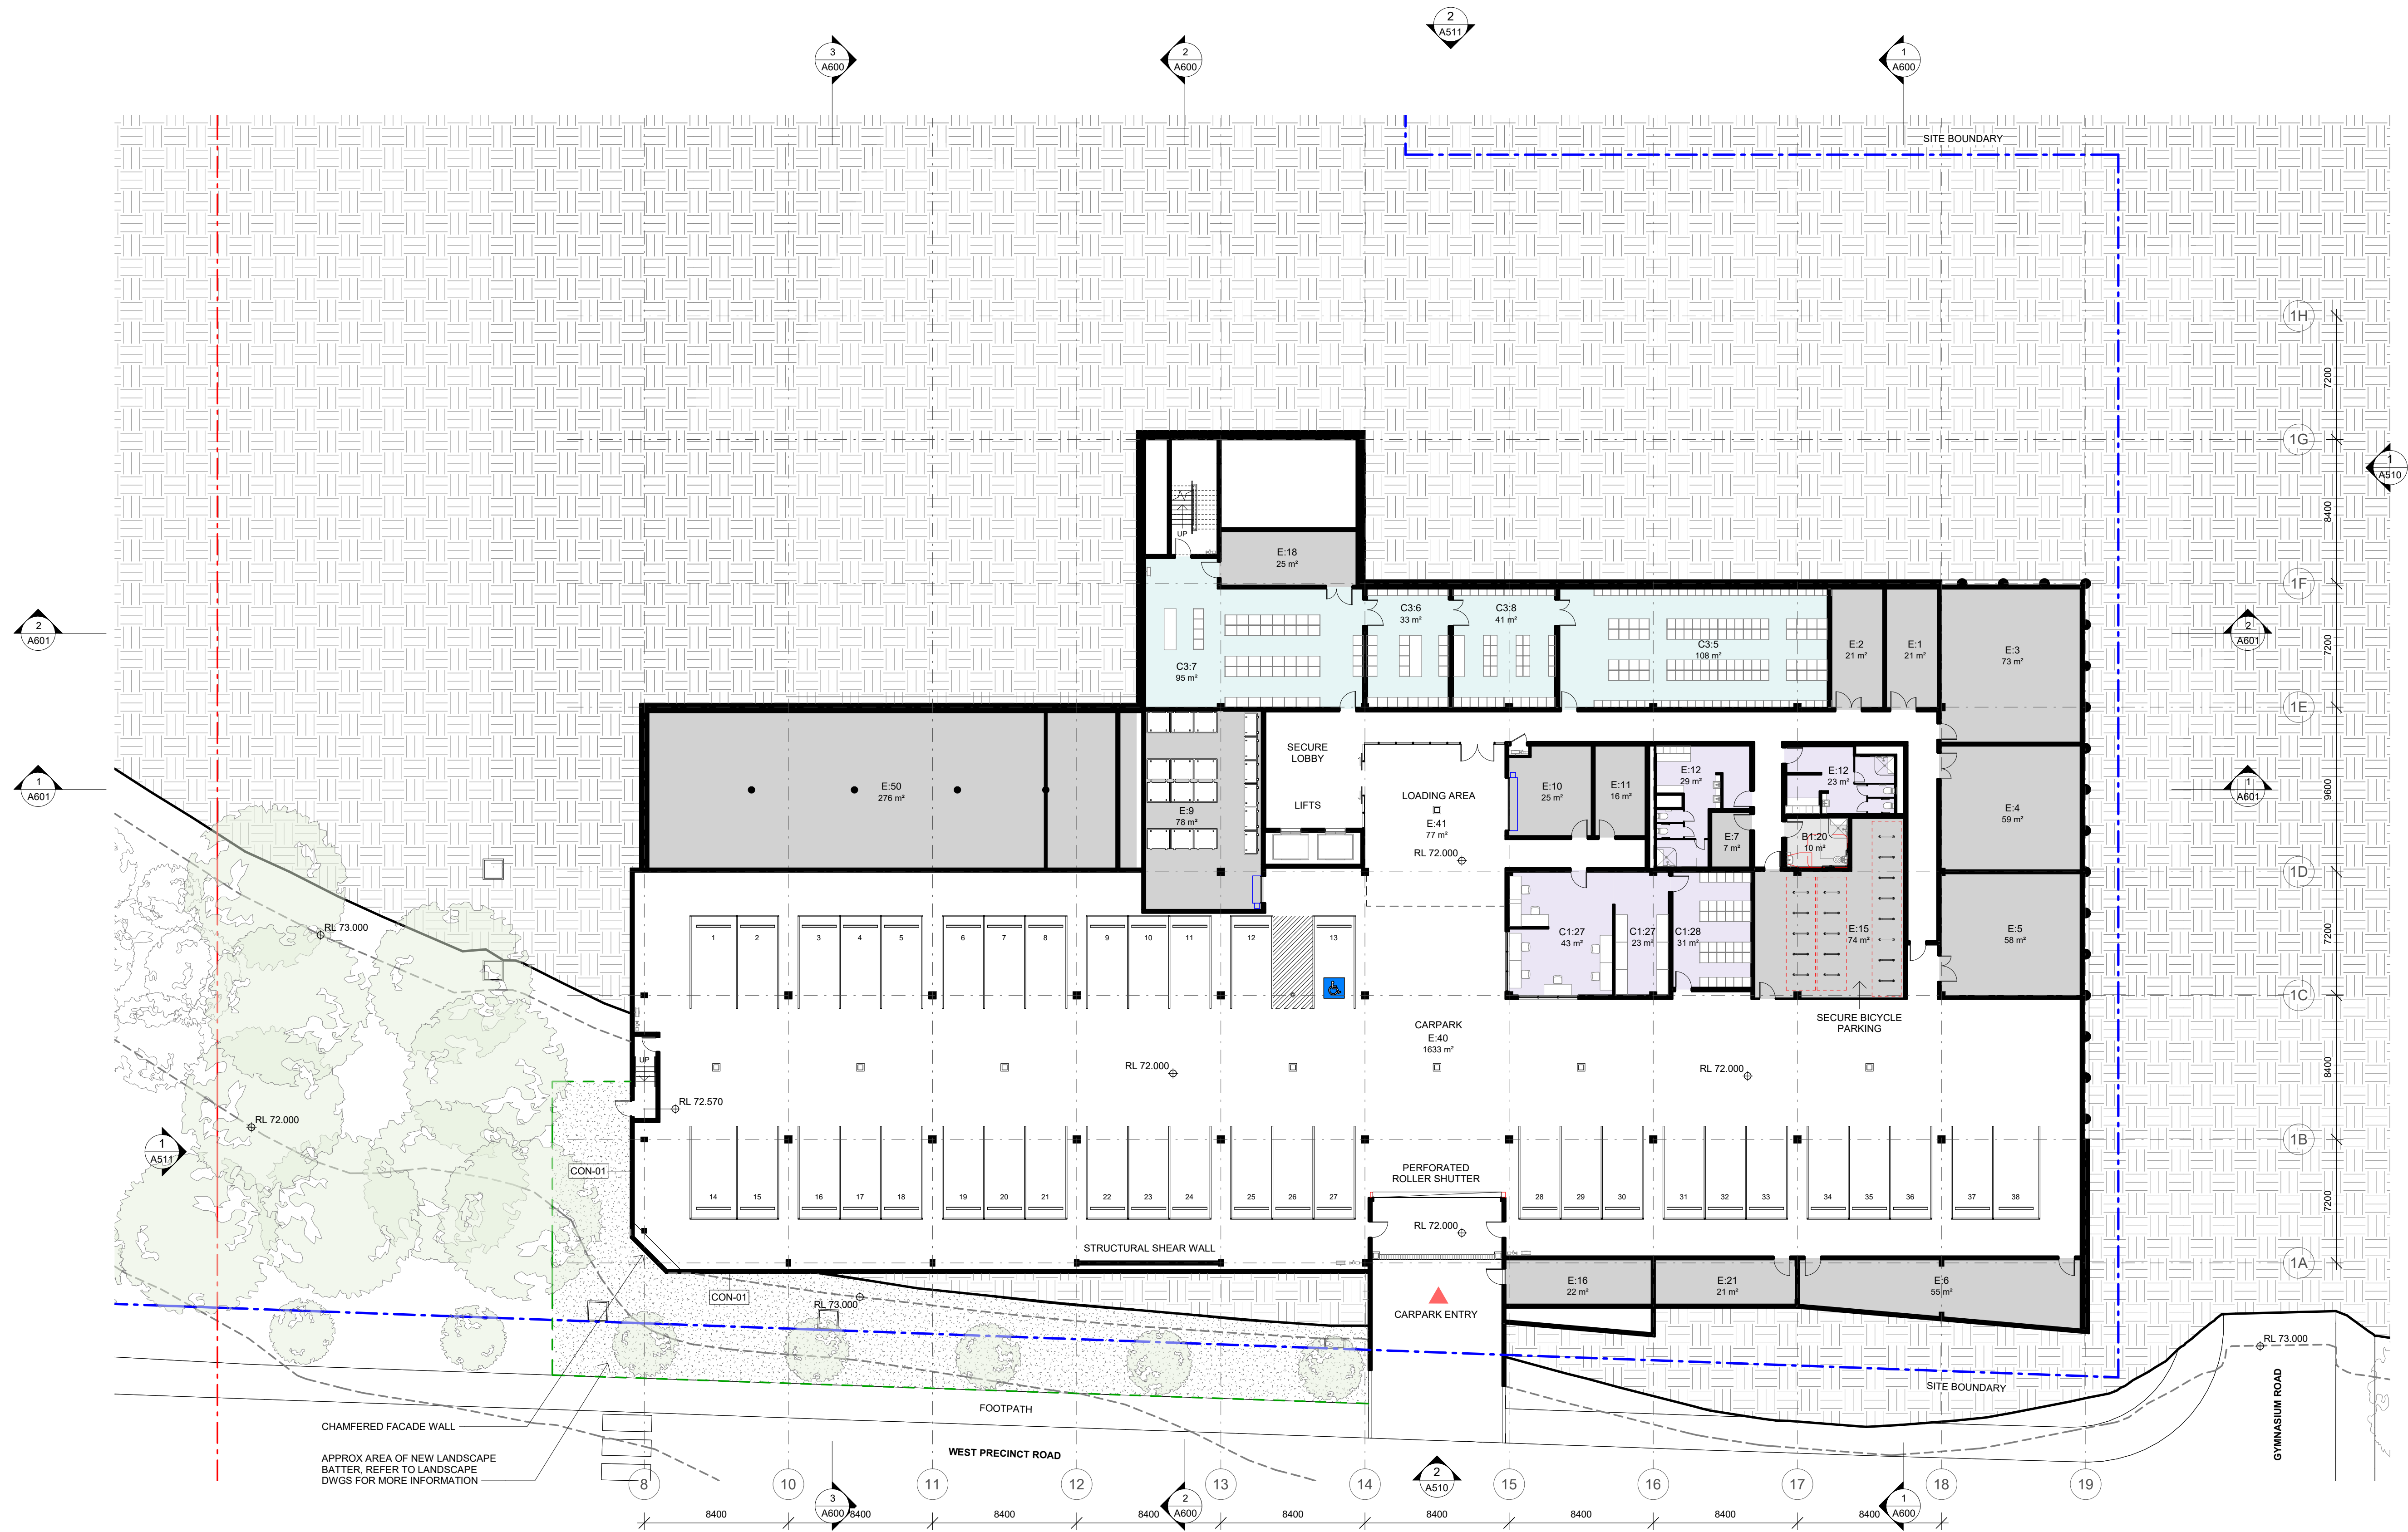 2
A511
3
A600
2
A600
1
A600
SITE BOUNDARY
1H
7200
1G
1
A510
8400
UP
E:18
25 m²
1F
2
A601
C3:6
33 m²
C3:8
41 m²
C3:5
108 m²
E:2
21 m²
E:1
21 m²
E:3
73 m²
2
A601
7200
C3:7
95 m²
1E
SECURE
LOBBY
LIFTS
LOADING AREA
E:41
77 m²
RL 72.000
E:50
276 m²
E:9
78 m²
E:10
25 m²
E:11
16 m²
E:12
29 m²
E:12
23 m²
E:7
7 m²
B1:20
10 m²
E:4
59 m²
1
A601
1
A601
9600
1D
RL 73.000
1
2
3
4
5
6
7
8
9
10
11
12
13
C1:27
43 m²
C1:27
23 m²
C1:28
31 m²
E:15
74 m²
E:5
58 m²
7200
1C
CARPARK
E:40
1633 m²
SECURE BICYCLE
PARKING
UP
RL 72.000
RL 72.000
8400
RL 72.570
RL 72.000
1
A511
1B
CON-01
PERFORATED
ROLLER SHUTTER
14
15
16
17
18
19
20
21
22
23
24
25
26
27
28
29
30
31
32
33
34
35
36
37
38
7200
RL 72.000
STRUCTURAL SHEAR WALL
1A
E:16
22 m²
E:21
21 m²
E:6
55 m²
CON-01
RL 73.000
CARPARK ENTRY
RL 73.000
SITE BOUNDARY
FOOTPATH
GYMNASIUM ROAD
CHAMFERED FACADE WALL
WEST PRECINCT ROAD
APPROX AREA OF NEW LANDSCAPE
BATTER, REFER TO LANDSCAPE
DWGS FOR MORE INFORMATION
8
10
11
12
13
14
15
16
17
18
19
3
A600
2
A600
2
A510
1
A600
8400
8400
8400
8400
8400
8400
8400
8400
8400